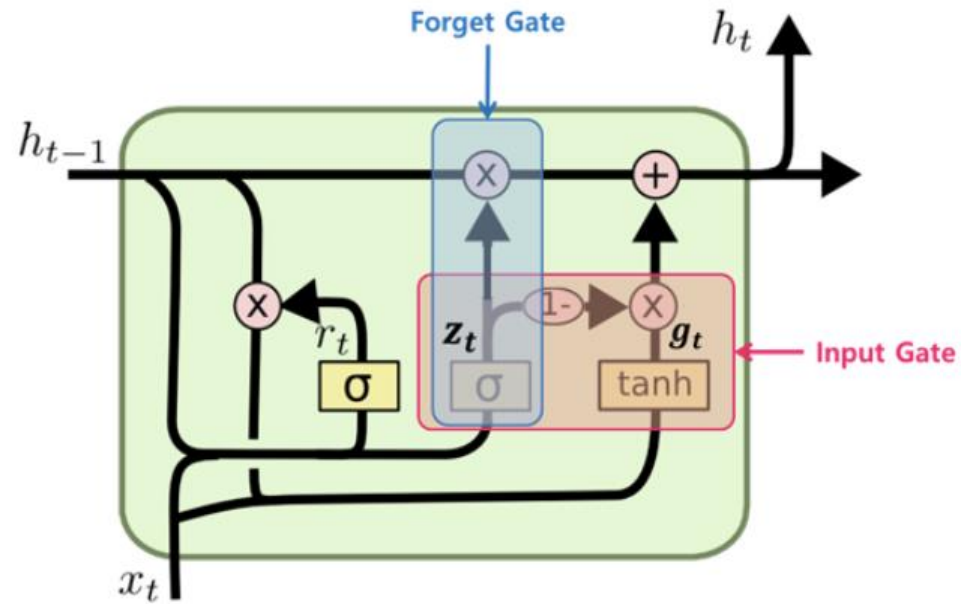 Forget Gate
h_t
h_{t-1}
x
+
x
r_t
z_t
1-
x
g_t
Input Gate
σ
σ
tanh
x_t